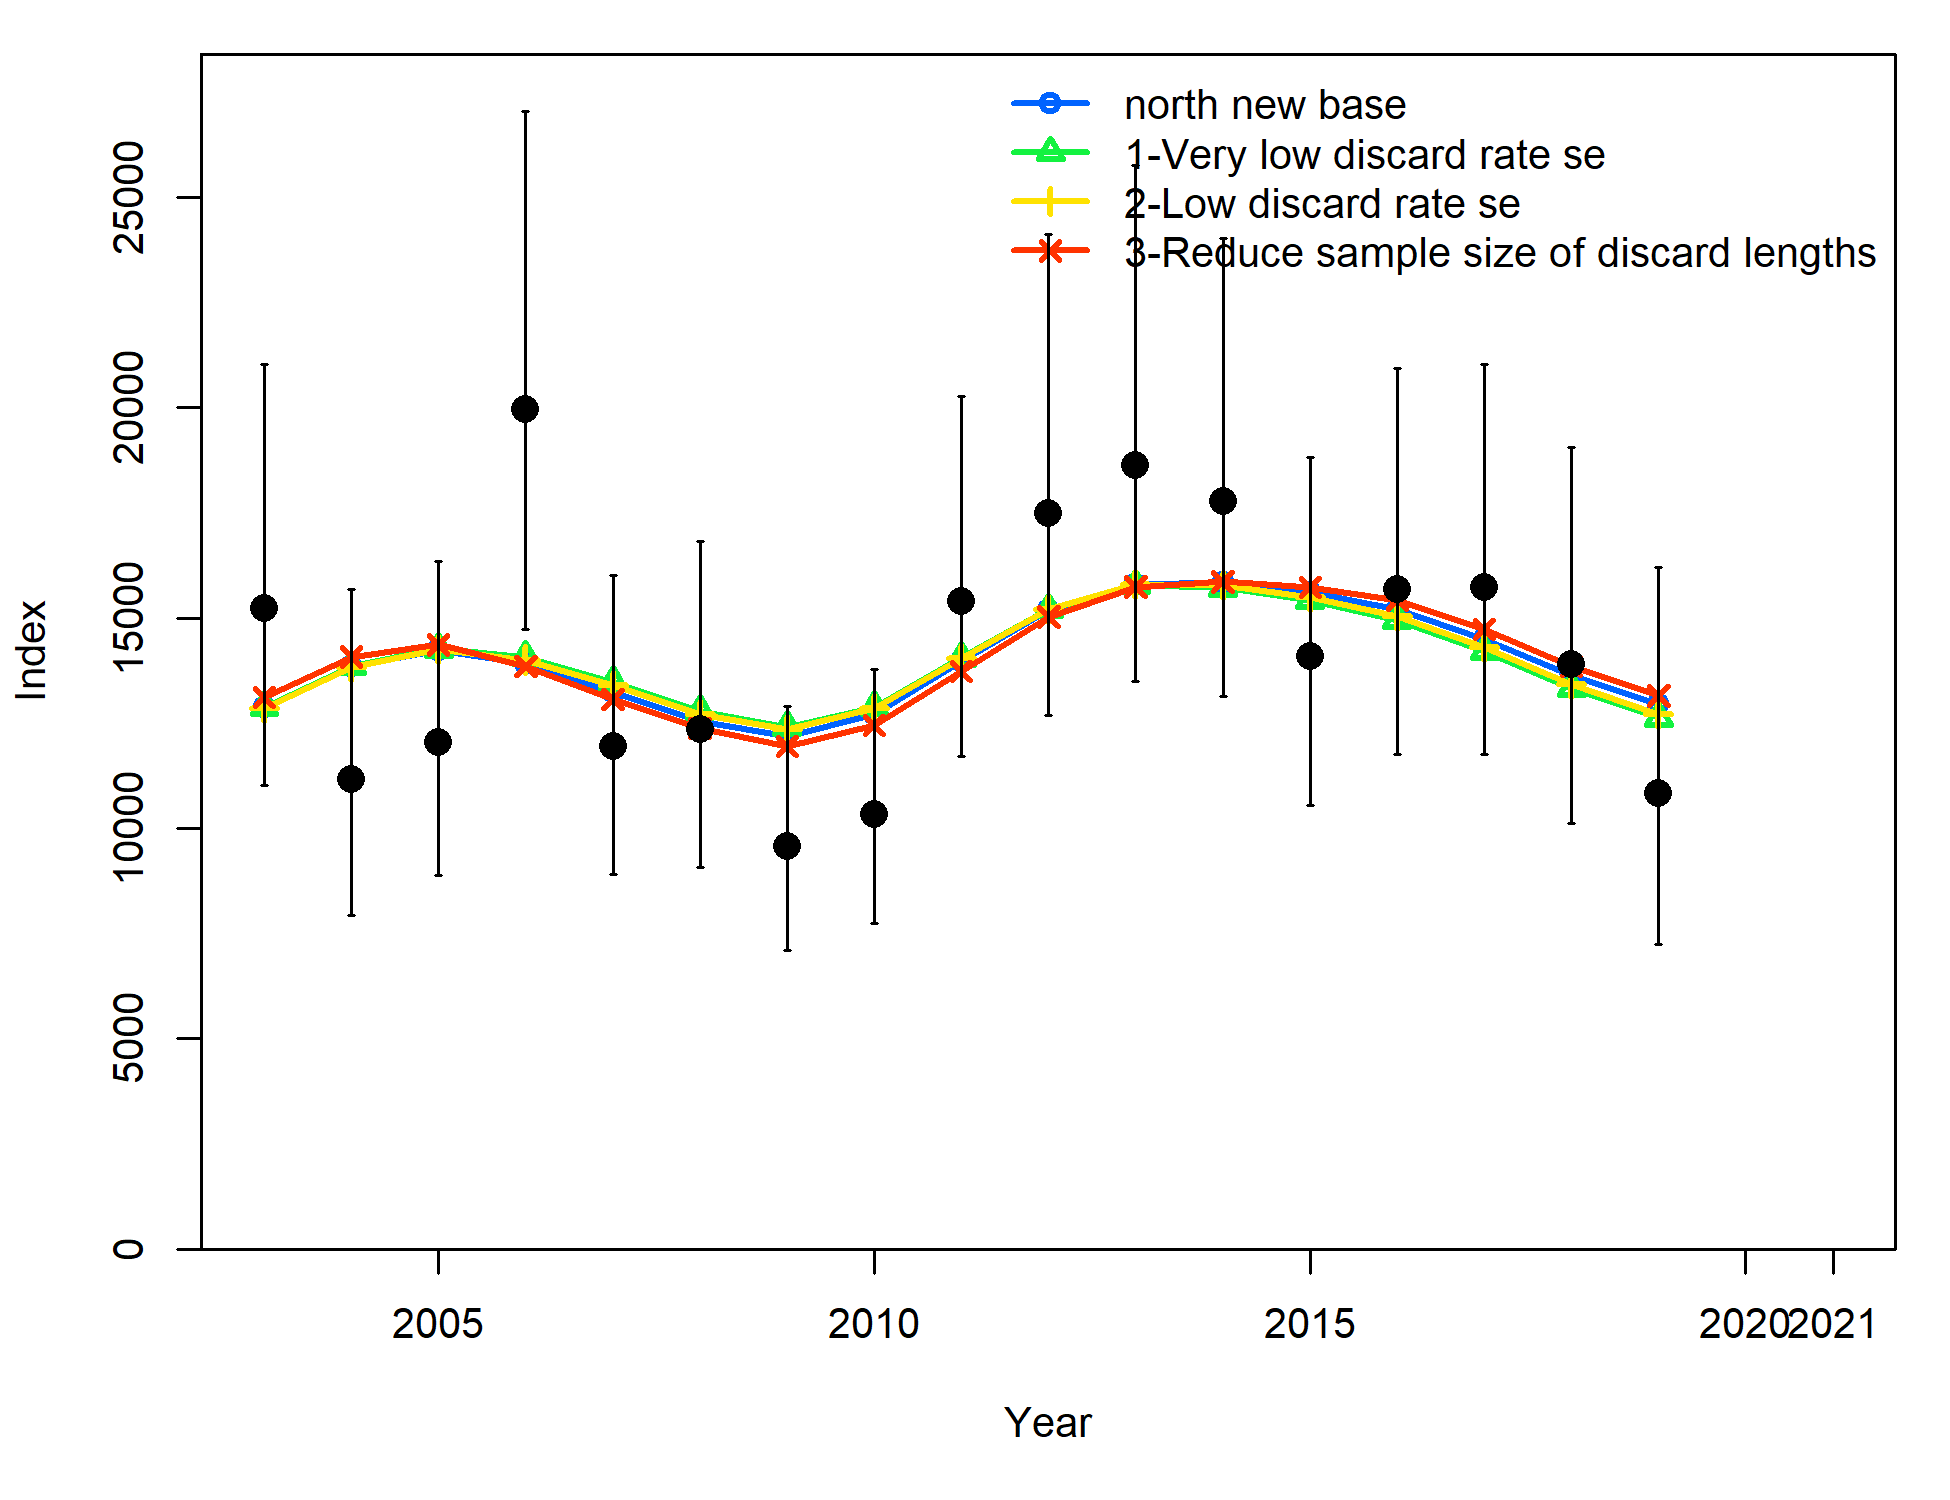 north new base
1-Very low discard rate se
2-Low discard rate se
3-Reduce sample size of discard lengths
25000
20000
15000
10000
5000
0
Index
2005 2010 2015 2020 2021
Year